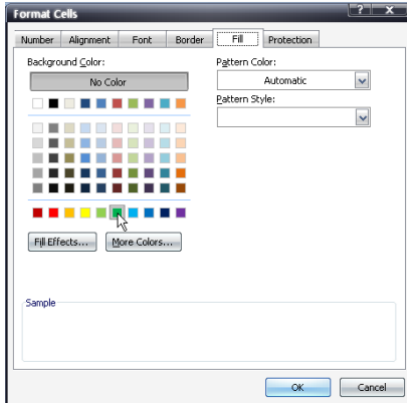 Format Cells
Number Alignment Font Border Fill Protection
Background Color:
No Color
Pattern Color:
Automatic
Pattern Style:
Fill Effects... More Colors...
Sample
OK Cancel